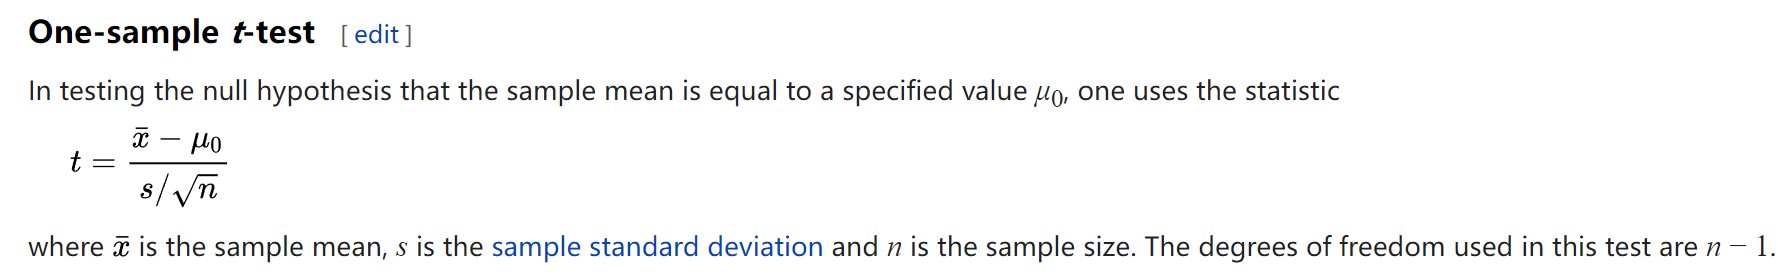 One-sample t-test [ edit ]
In testing the null hypothesis that the sample mean is equal to a specified value μ₀, one uses the statistic
t = (x̄ − μ₀) / (s/√n)
where x̄ is the sample mean, s is the sample standard deviation and n is the sample size. The degrees of freedom used in this test are n − 1.